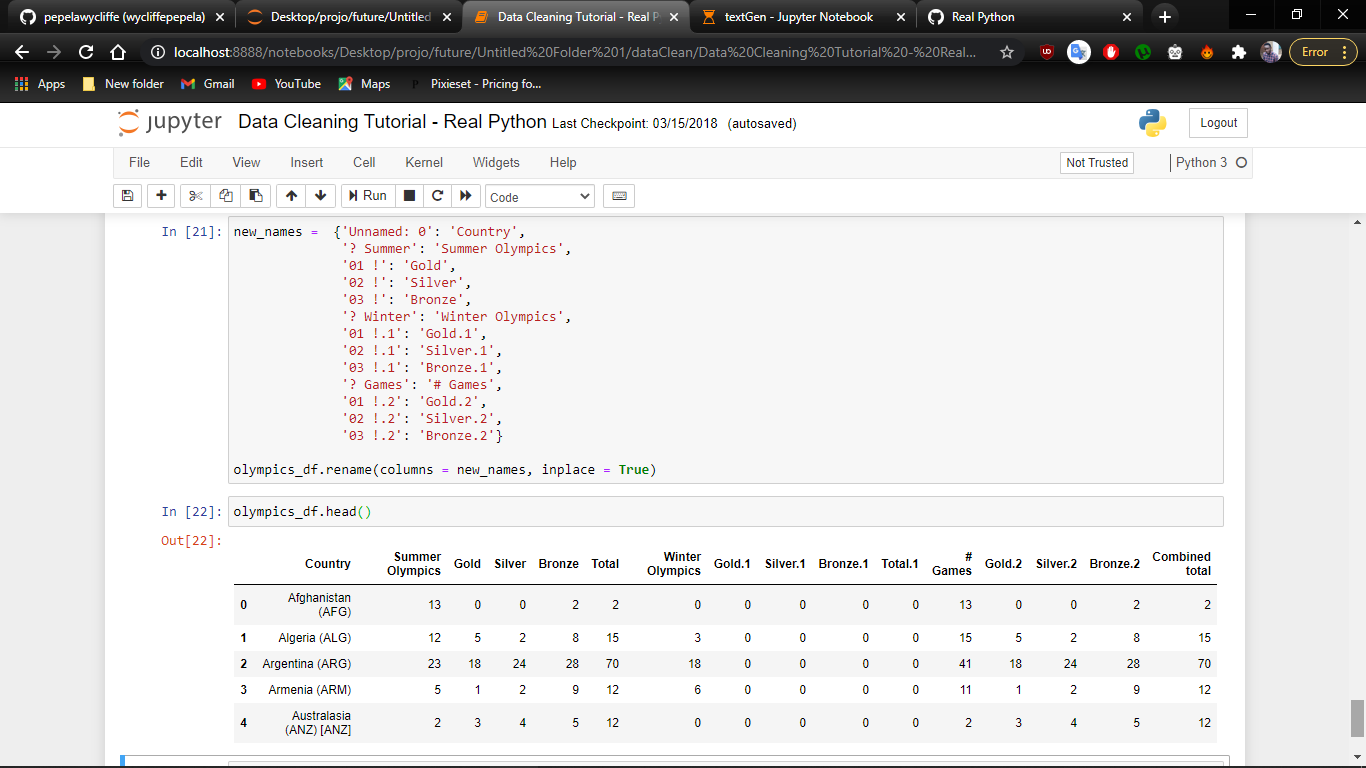 pepelawycliffe (wycliffepepela)
Desktop/projo/future/Untitled
Data Cleaning Tutorial - Real P
textGen - Jupyter Notebook
Real Python
localhost:8888/notebooks/Desktop/projo/future/Untitled%20Folder%201/dataClean/Data%20Cleaning%20Tutorial%20-%20Real...
Error
Apps New folder Gmail YouTube Maps Pixieset - Pricing fo...
jupyter Data Cleaning Tutorial - Real Python Last Checkpoint: 03/15/2018 (autosaved)
Logout
File Edit View Insert Cell Kernel Widgets Help
Not Trusted
Python 3
Run
Code
In [21]: new_names = {'Unnamed: 0': 'Country',
'? Summer': 'Summer Olympics',
'01 !': 'Gold',
'02 !': 'Silver',
'03 !': 'Bronze',
'? Winter': 'Winter Olympics',
'01 !.1': 'Gold.1',
'02 !.1': 'Silver.1',
'03 !.1': 'Bronze.1',
'? Games': '# Games',
'01 !.2': 'Gold.2',
'02 !.2': 'Silver.2',
'03 !.2': 'Bronze.2'}
olympics_df.rename(columns = new_names, inplace = True)
In [22]: olympics_df.head()
Out[22]:
Country Summer Olympics Gold Silver Bronze Total Winter Olympics Gold.1 Silver.1 Bronze.1 Total.1 # Games Gold.2 Silver.2 Bronze.2 Combined total
0 Afghanistan (AFG) 13 0 0 2 2 0 0 0 0 0 13 0 0 2 2
1 Algeria (ALG) 12 5 2 8 15 3 0 0 0 0 15 5 2 8 15
2 Argentina (ARG) 23 18 24 28 70 18 0 0 0 0 41 18 24 28 70
3 Armenia (ARM) 5 1 2 9 12 6 0 0 0 0 11 1 2 9 12
4 Australasia (ANZ) [ANZ] 2 3 4 5 12 0 0 0 0 0 2 3 4 5 12